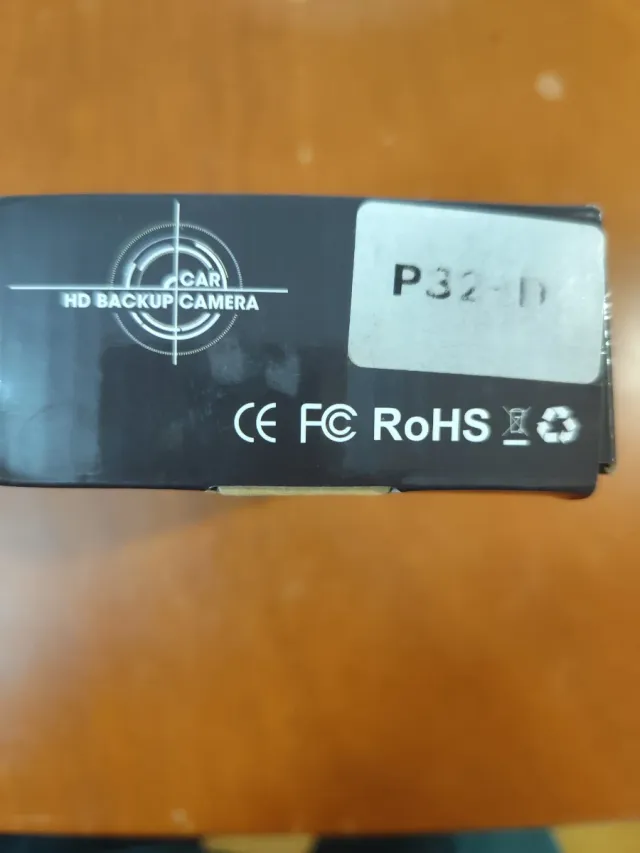 CAR
HD BACKUP CAMERA
P32-D
CE FC RoHS